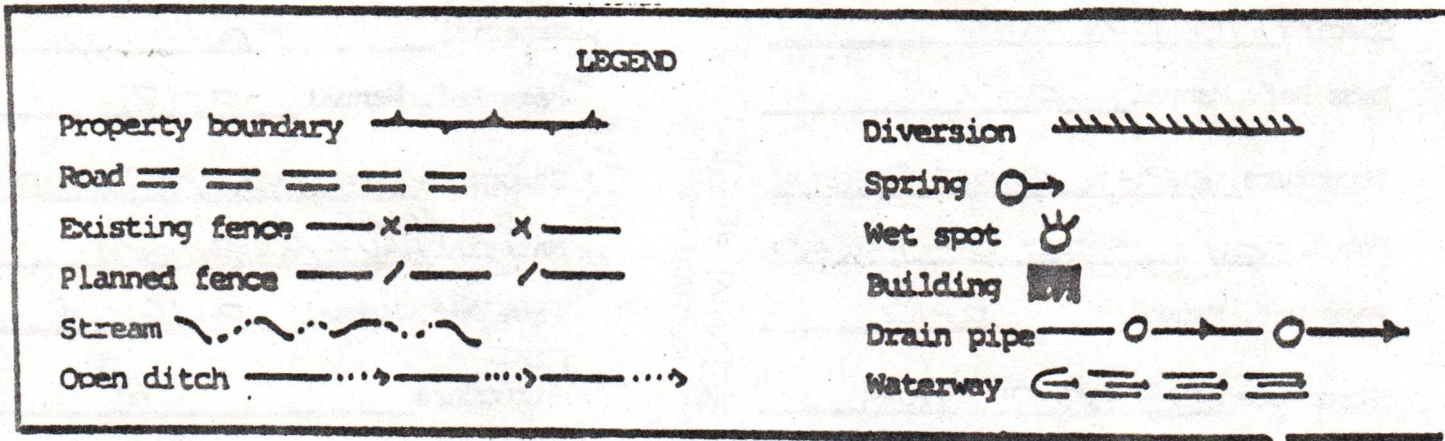 LEGEND
Property boundary
Road
Existing fence
Planned fence
Stream
Open ditch
Diversion
Spring
Wet spot
Building
Drain pipe
Waterway